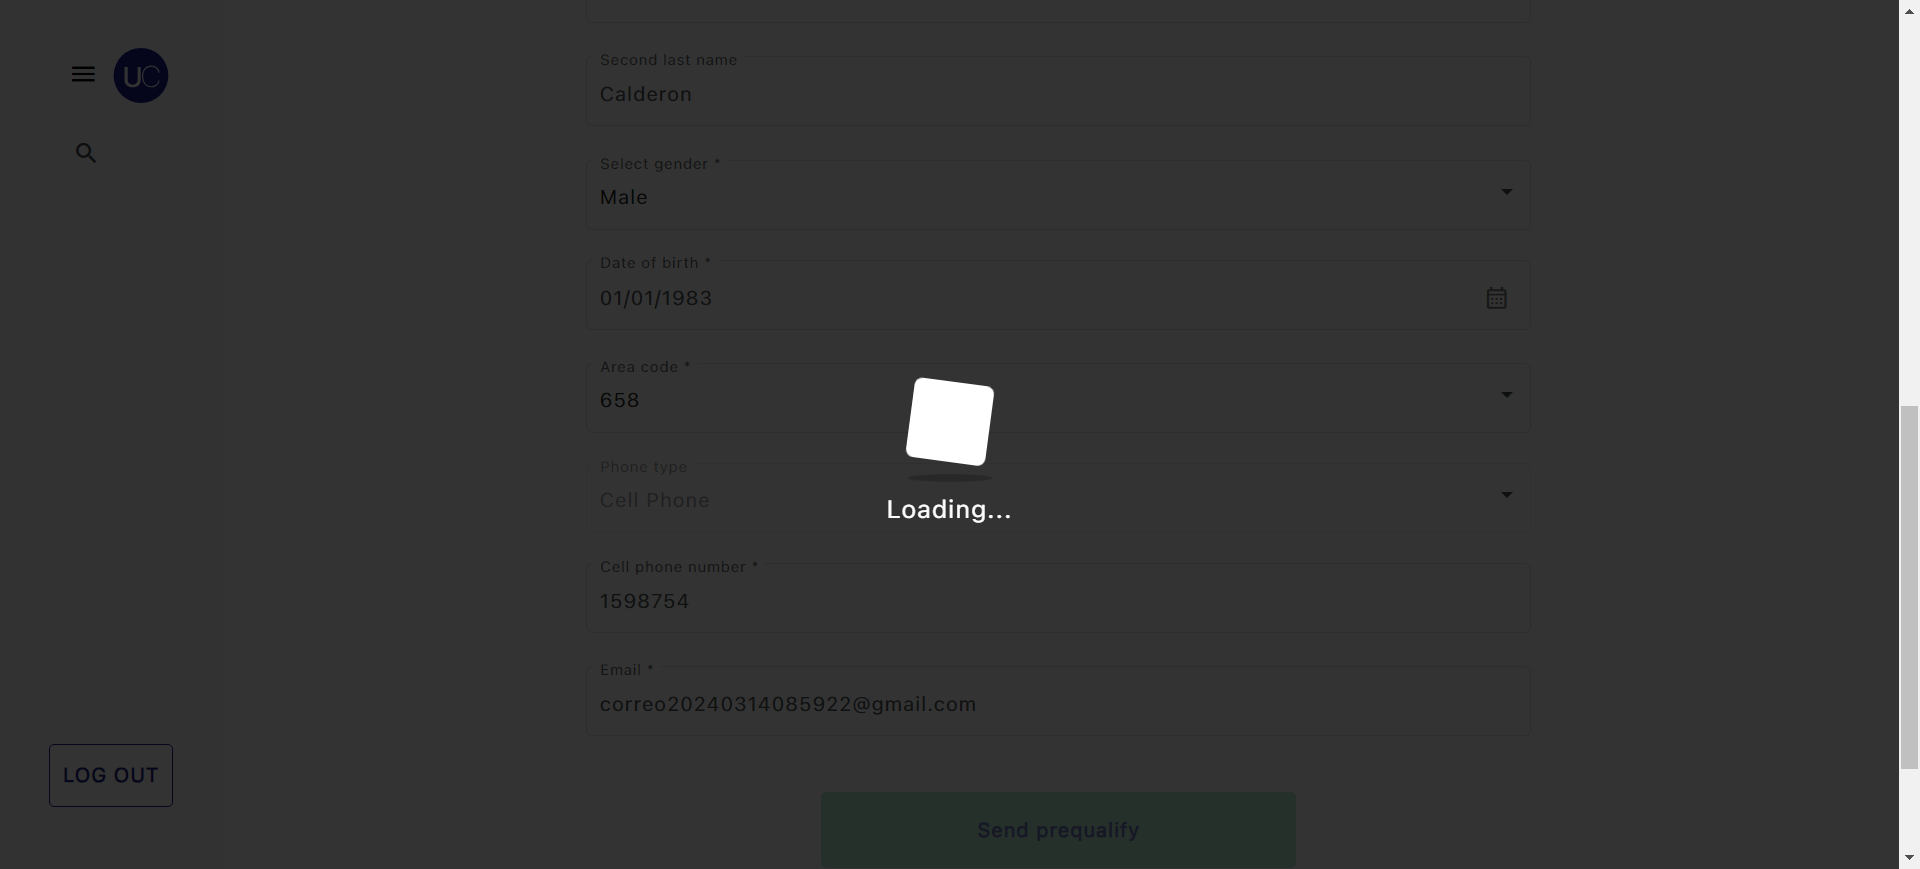 UC
Second last name
Calderon
Select gender *
Male
Date of birth *
01/01/1983
Area code *
658
Phone type
Cell Phone
Loading...
Cell phone number *
1598754
Email *
correo20240314085922@gmail.com
LOG OUT
Send prequalify